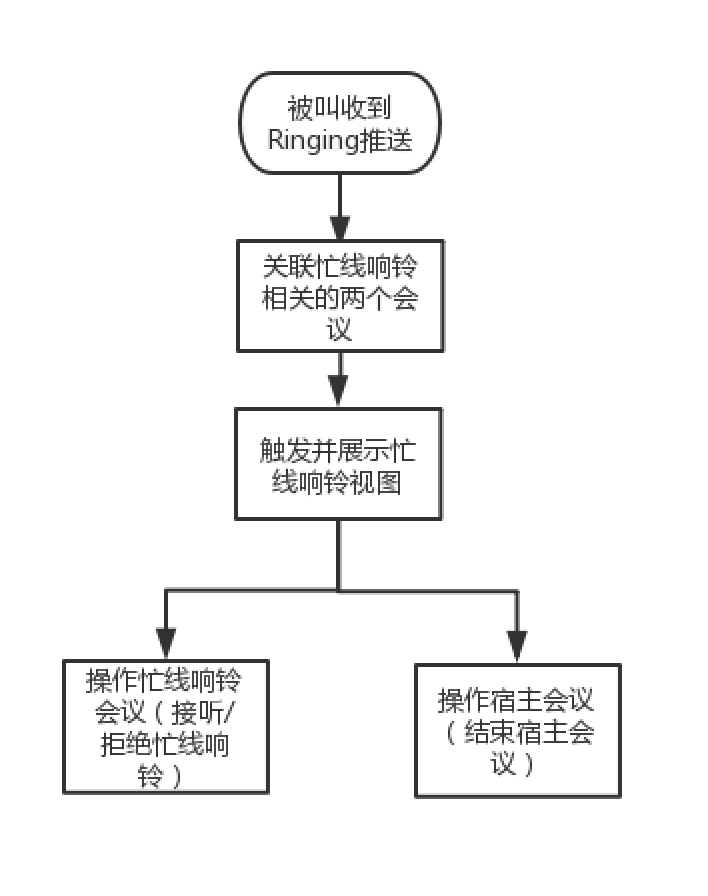 被叫收到
Ringing推送
关联忙线响铃
相关的两个会
议
触发并展示忙
线响铃视图
操作忙线响铃
会议（接听/
拒绝忙线响
铃）
操作宿主会议
（结束宿主会
议）